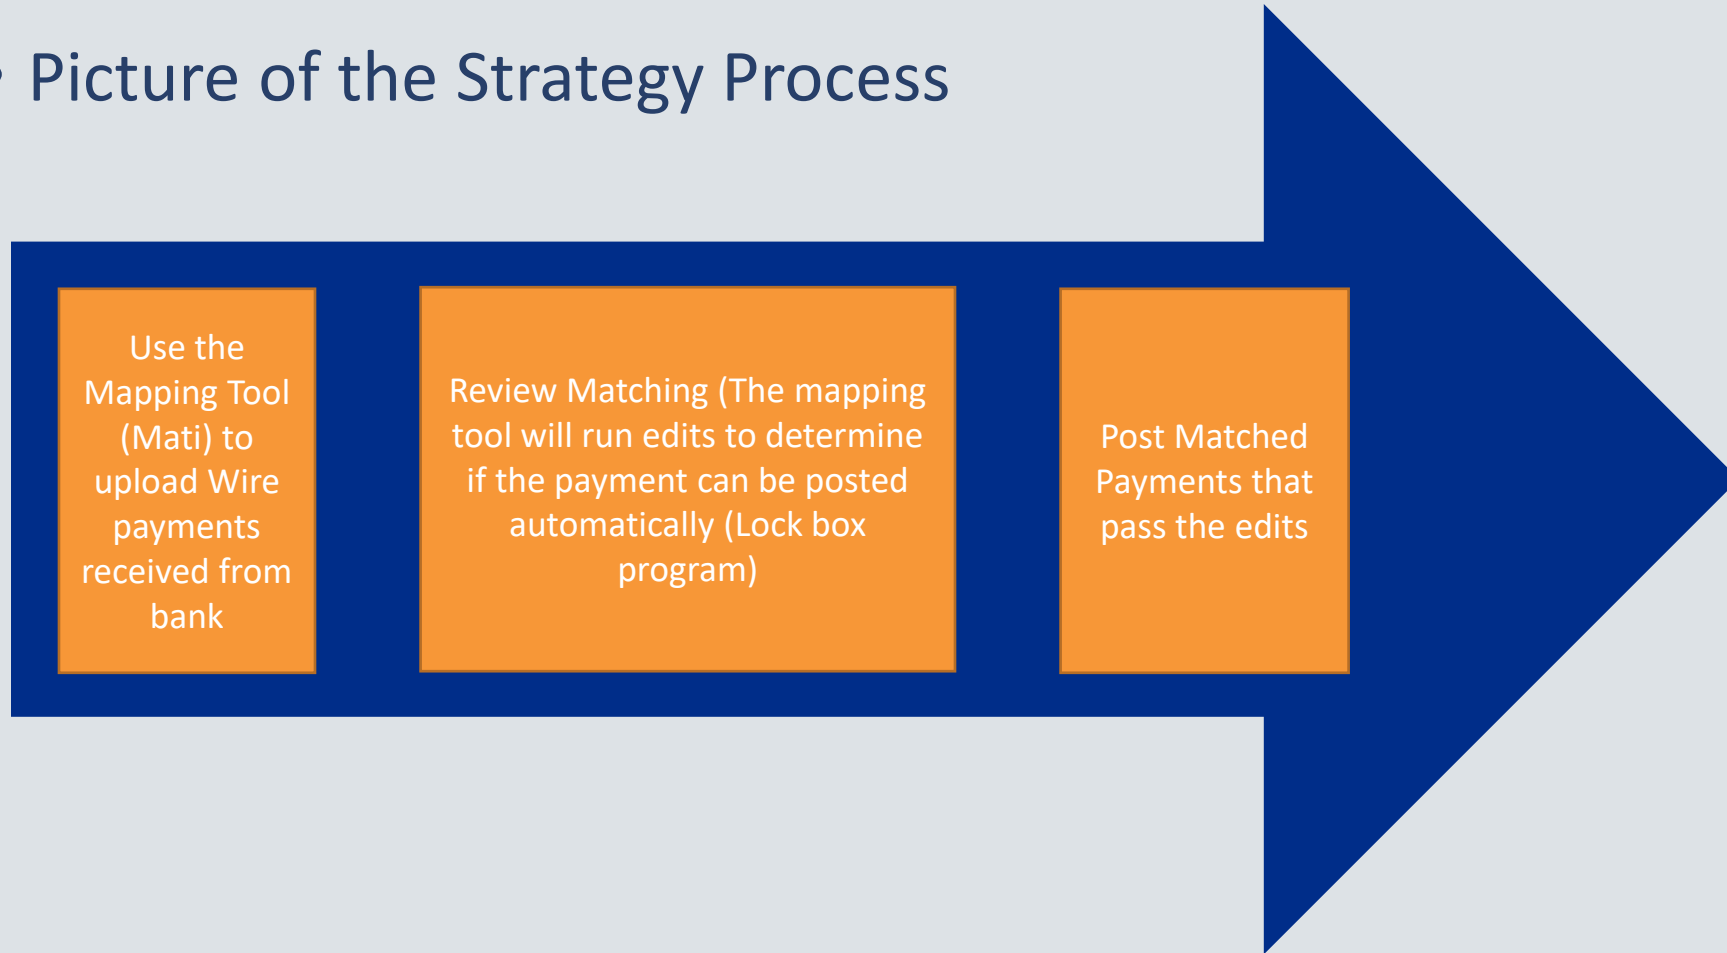 • Picture of the Strategy Process
Use the
Mapping Tool
(Mati) to
upload Wire
payments
received from
bank
Review Matching (The mapping
tool will run edits to determine
if the payment can be posted
automatically (Lock box
program)
Post Matched
Payments that
pass the edits